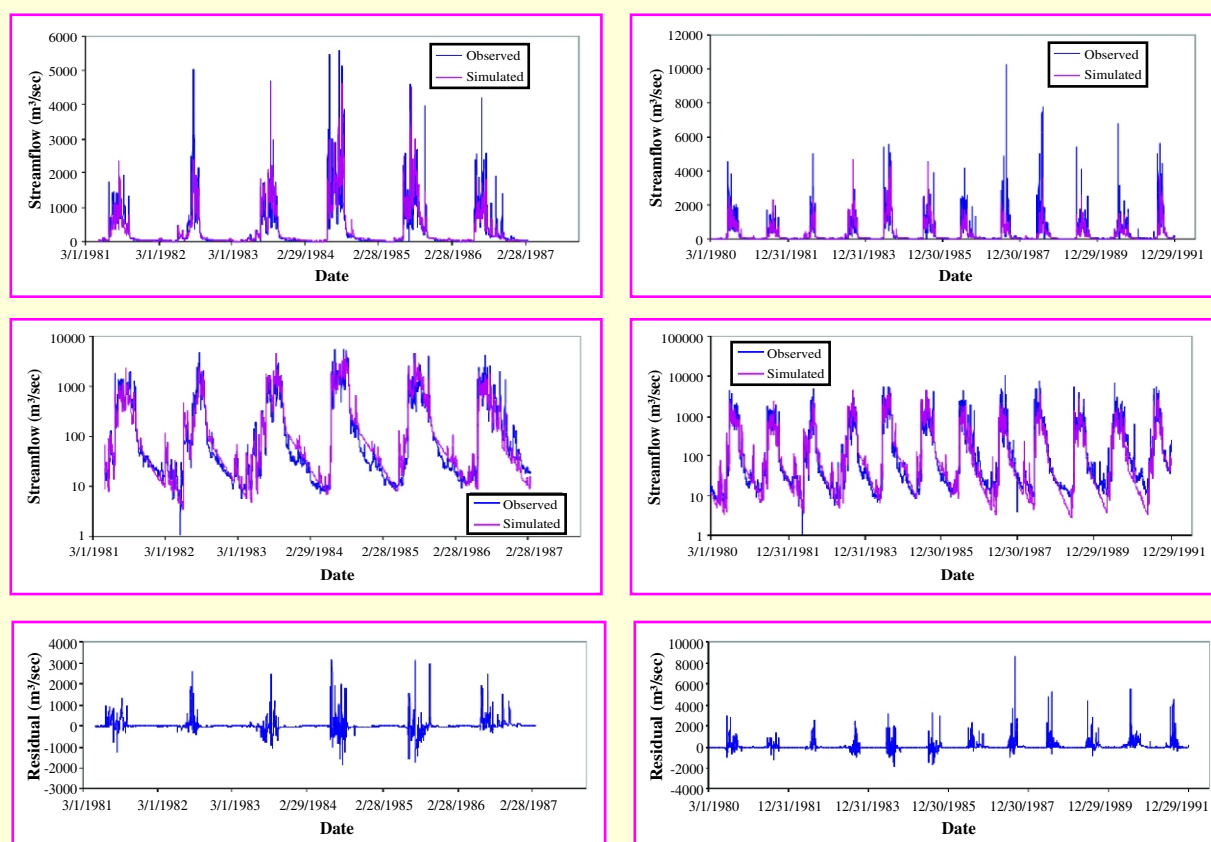 6000
5000
4000
3000
2000
1000
0
Streamflow (m³/sec)
Observed
Simulated
3/1/1981 3/1/1982 3/1/1983 2/29/1984 2/28/1985 2/28/1986 2/28/1987
Date
12000
10000
8000
6000
4000
2000
0
Streamflow (m³/sec)
Observed
Simulated
3/1/1980 12/31/1981 12/31/1983 12/30/1985 12/30/1987 12/29/1989 12/29/1991
Date
10000
1000
100
10
1
Streamflow (m³/sec)
Observed
Simulated
3/1/1981 3/1/1982 3/1/1983 2/29/1984 2/28/1985 2/28/1986 2/28/1987
Date
100000
10000
1000
100
10
1
Streamflow (m³/sec)
Observed
Simulated
3/1/1980 12/31/1981 12/31/1983 12/30/1985 12/30/1987 12/29/1989 12/29/1991
Date
4000
3000
2000
1000
0
-1000
-2000
-3000
Residual (m³/sec)
3/1/1981 3/1/1982 3/1/1983 2/29/1984 2/28/1985 2/28/1986 2/28/1987
Date
10000
8000
6000
4000
2000
0
-2000
-4000
Residual (m³/sec)
3/1/1980 12/31/1981 12/31/1983 12/30/1985 12/30/1987 12/29/1989 12/29/1991
Date